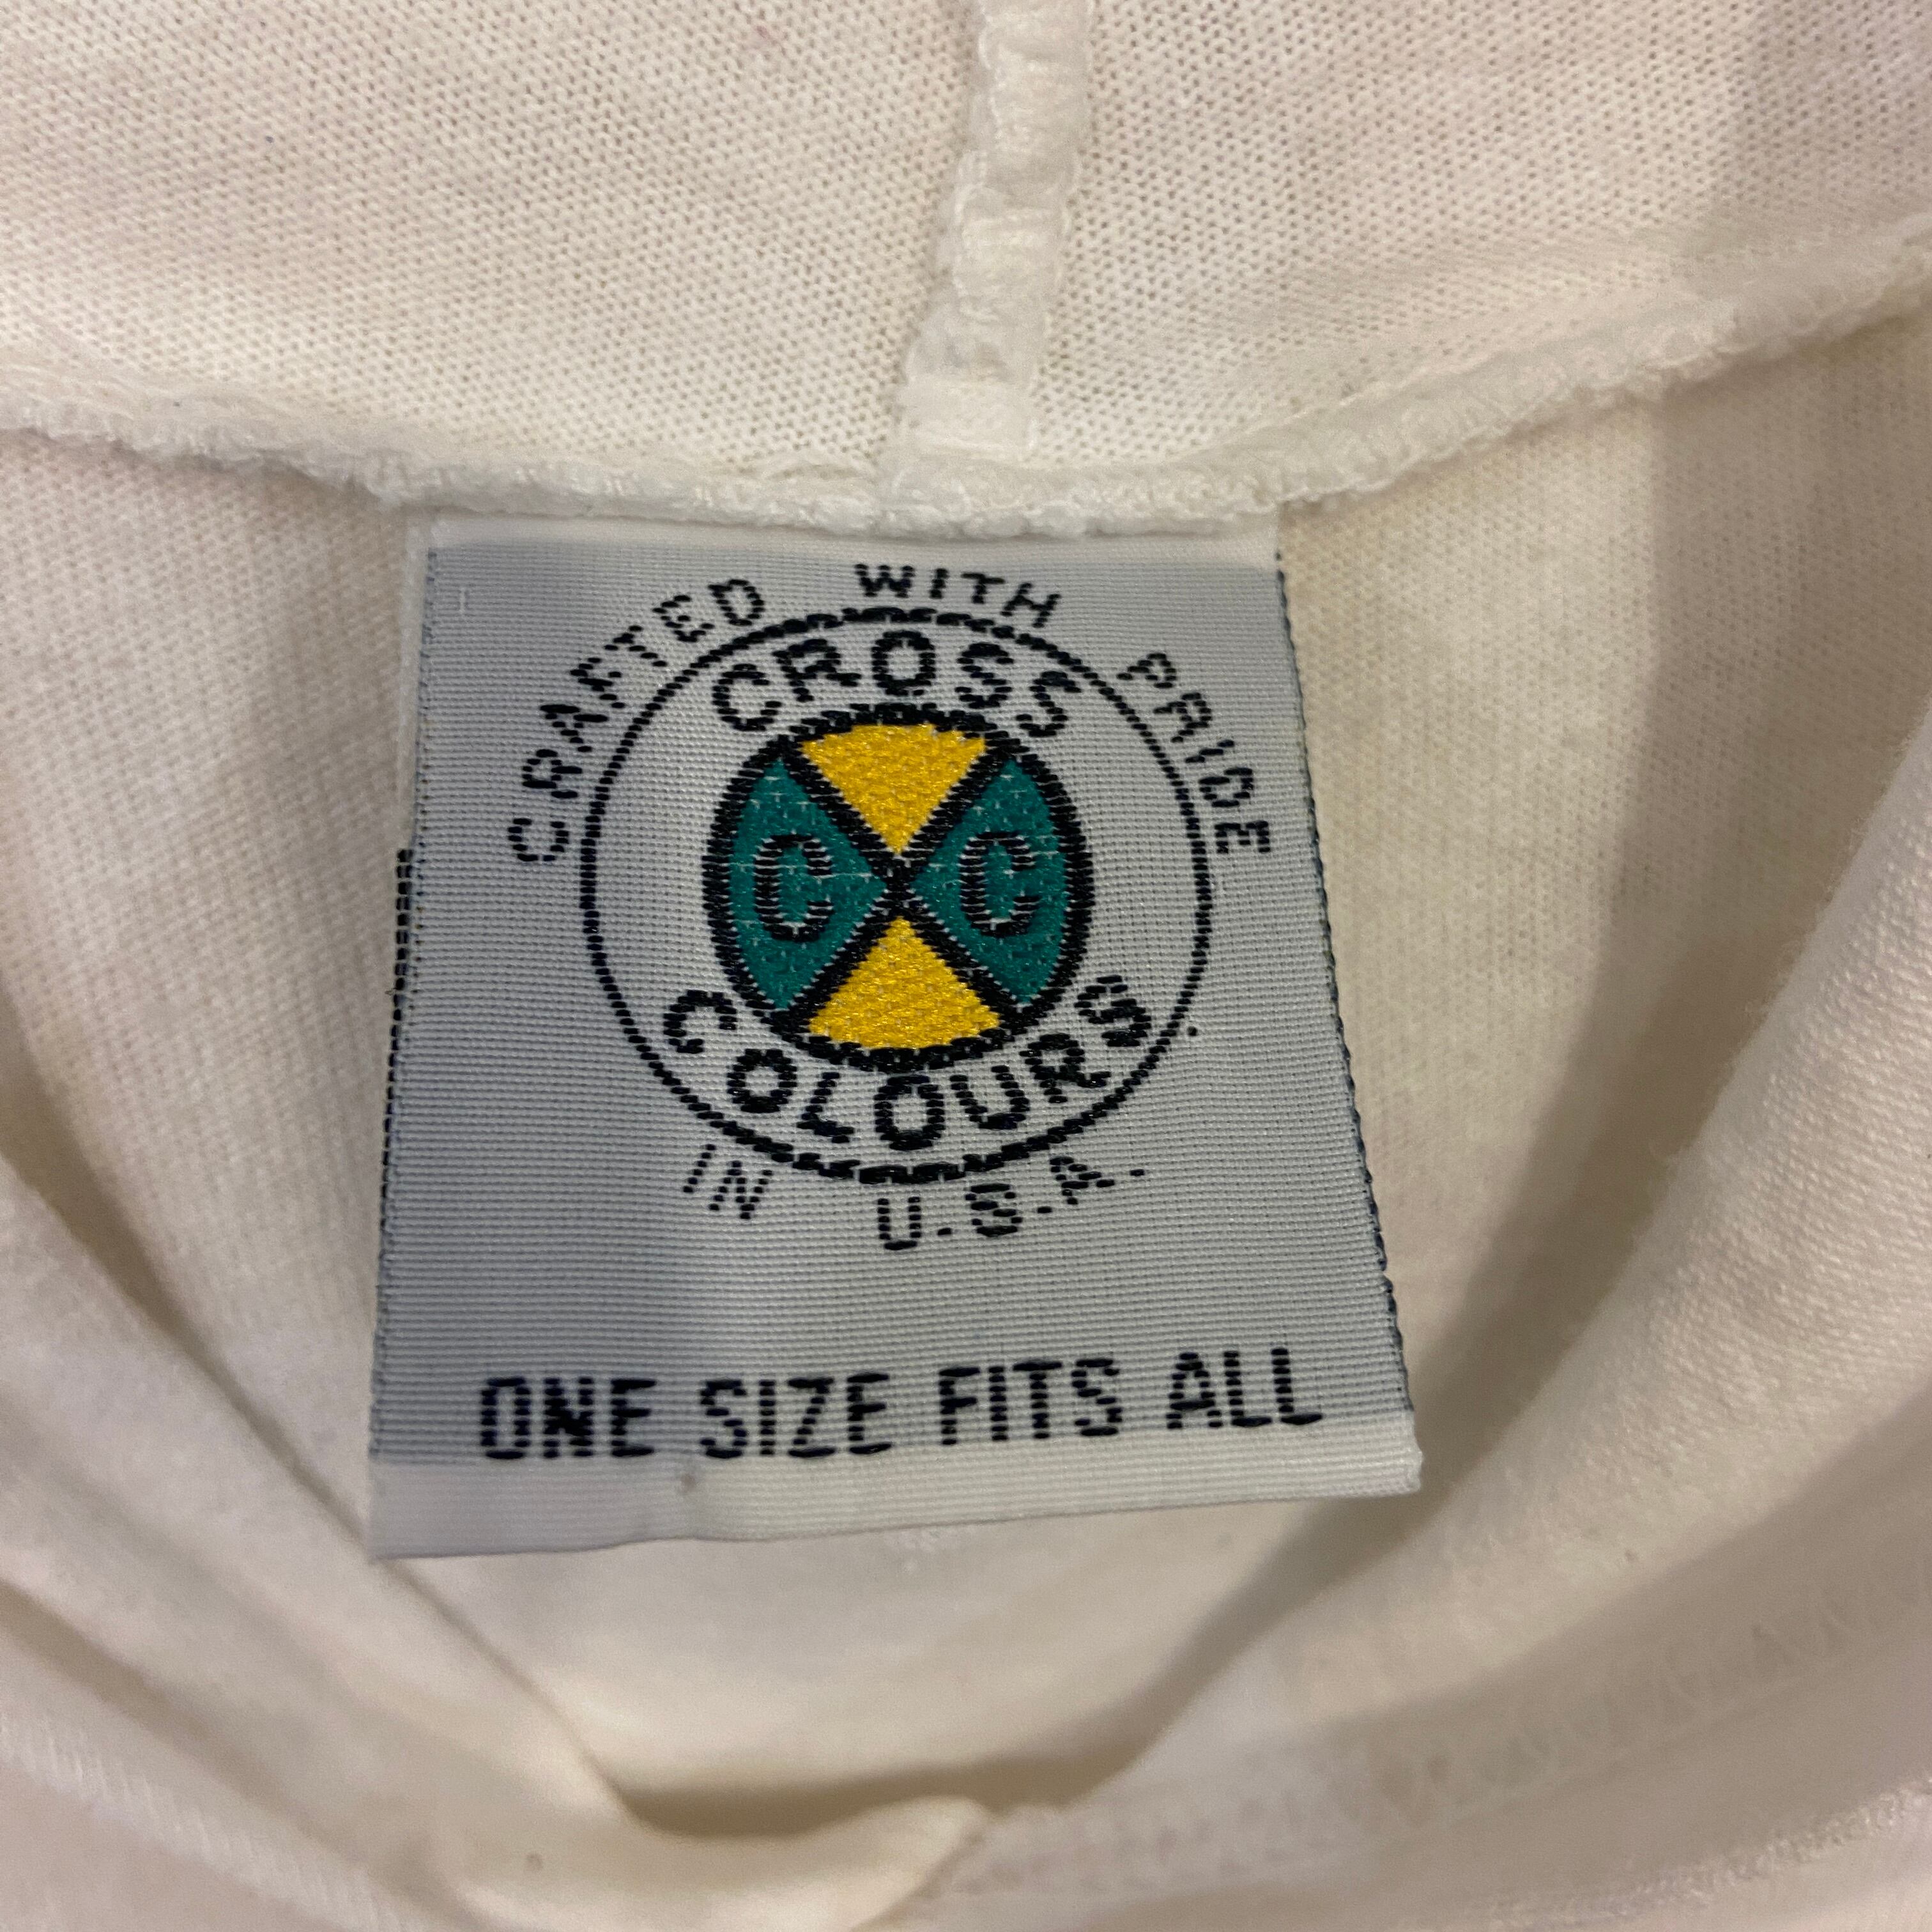 CRAFTED WITH PRIDE
CROSS
C C
COLOURS
IN U.S.A.
ONE SIZE FITS ALL